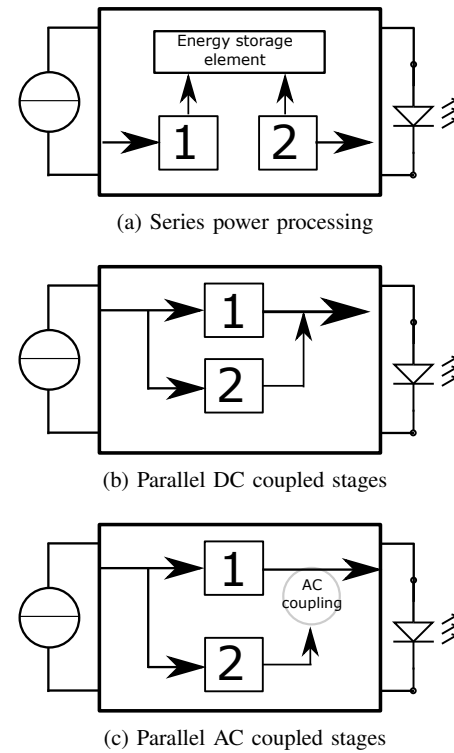 Energy storage
element
1
2
(a) Series power processing
1
2
(b) Parallel DC coupled stages
1
AC
coupling
2
(c) Parallel AC coupled stages